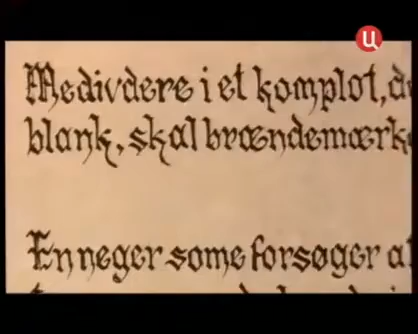 Ц
Medivdere i et komplot, d
blank, skal brændemærk
En neger some forsøger a